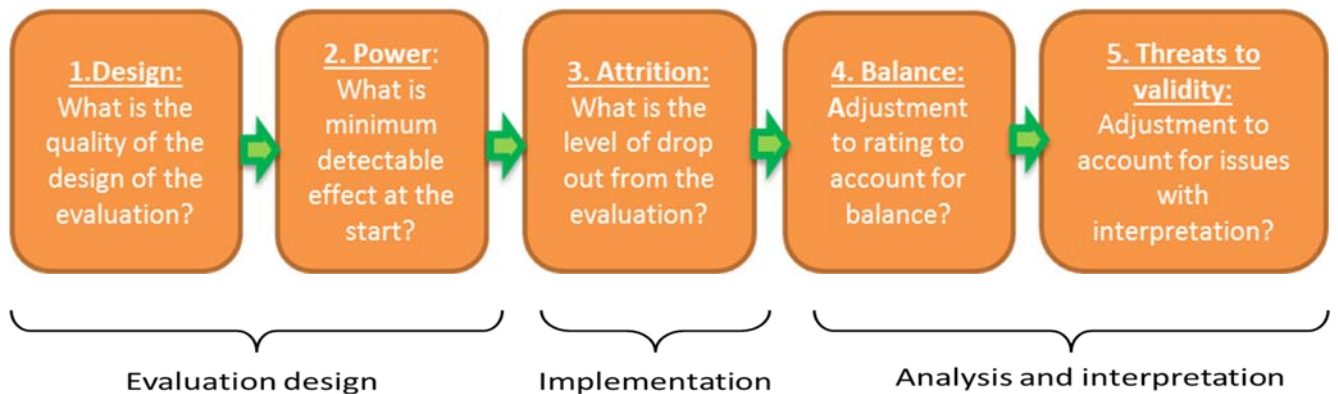 1.Design:
What is the
quality of the
design of the
evaluation?
2. Power:
What is
minimum
detectable
effect at the
start?
3. Attrition:
What is the
level of drop
out from the
evaluation?
4. Balance:
Adjustment
to rating to
account for
balance?
5. Threats to
validity:
Adjustment to
account for issues
with
interpretation?
Evaluation design
Implementation
Analysis and interpretation